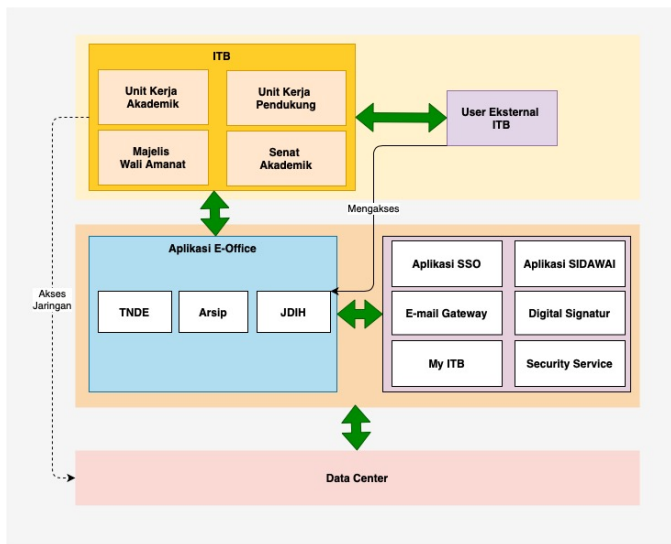 ITB
Unit Kerja
Akademik
Unit Kerja
Pendukung
Majelis
Wali Amanat
Senat
Akademik
User Eksternal
ITB
Mengakses
Aplikasi E-Office
TNDE
Arsip
JDIH
Aplikasi SSO
Aplikasi SIDAWAI
E-mail Gateway
Digital Signatur
My ITB
Security Service
Akses
Jaringan
Data Center